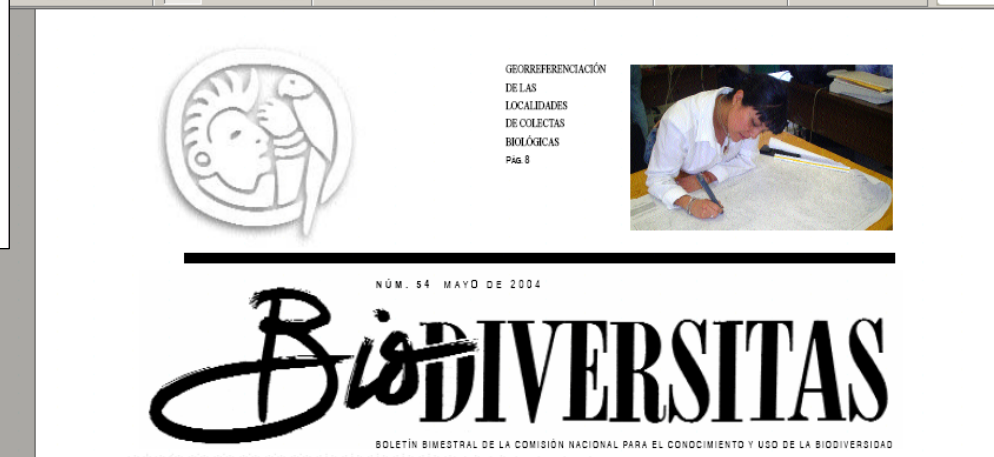 GEORREFERENCIACIÓN
DE LAS
LOCALIDADES
DE COLECTAS
BIOLÓGICAS
PÁG. 8
NÚM. 54 MAYO DE 2004
BioDIVERSITAS
BOLETÍN BIMESTRAL DE LA COMISIÓN NACIONAL PARA EL CONOCIMIENTO Y USO DE LA BIODIVERSIDAD